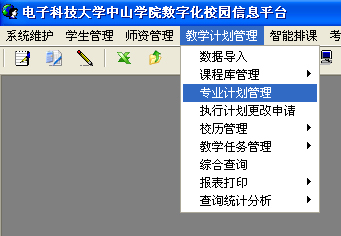 电子科技大学中山学院数字化校园信息平台
系统维护 学生管理 师资管理 教学计划管理 智能排课 考
数据导入
课程库管理
专业计划管理
执行计划更改申请
校历管理
教学任务管理
综合查询
报表打印
查询统计分析